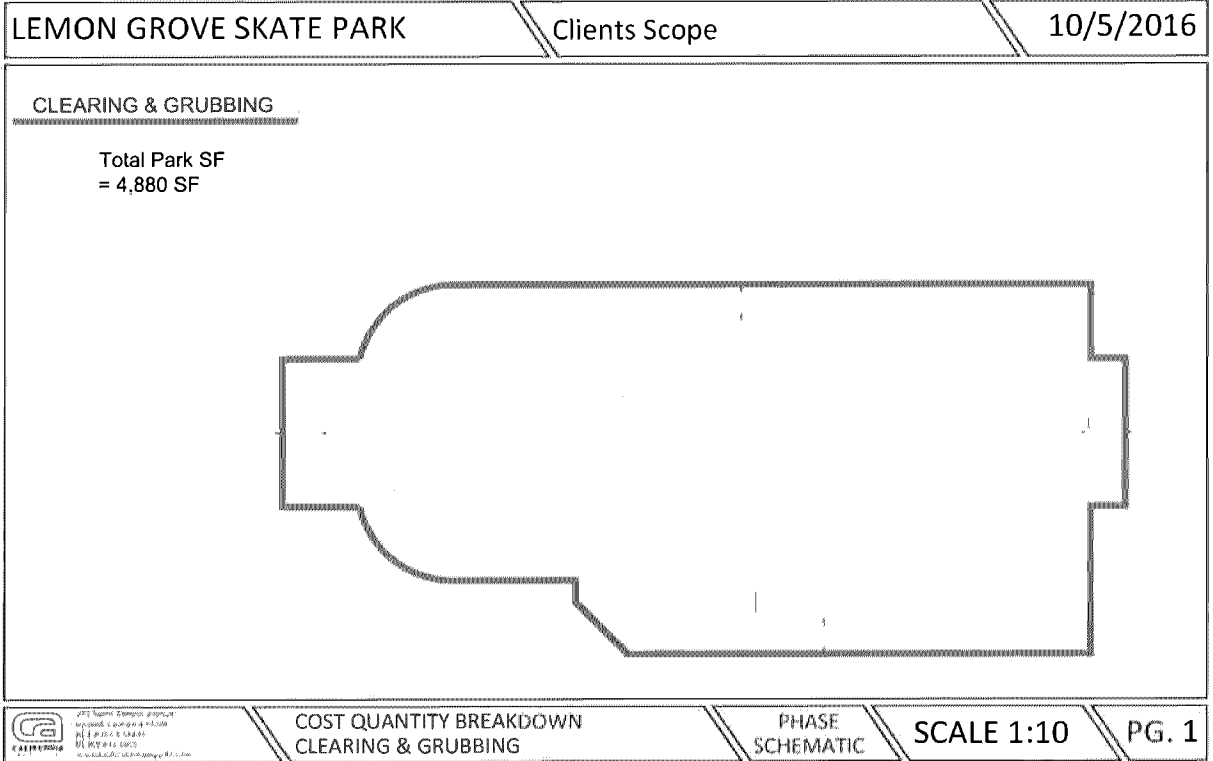 LEMON GROVE SKATE PARK
Clients Scope
10/5/2016
CLEARING & GRUBBING
Total Park SF
= 4,880 SF
CALIFORNIA
COST QUANTITY BREAKDOWN
CLEARING & GRUBBING
PHASE
SCHEMATIC
SCALE 1:10
PG. 1